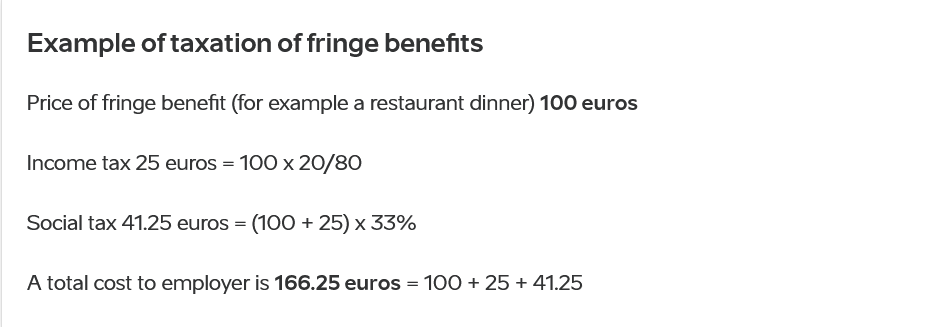 Example of taxation of fringe benefits
Price of fringe benefit (for example a restaurant dinner) 100 euros
Income tax 25 euros = 100 x 20/80
Social tax 41.25 euros = (100 + 25) x 33%
A total cost to employer is 166.25 euros = 100 + 25 + 41.25